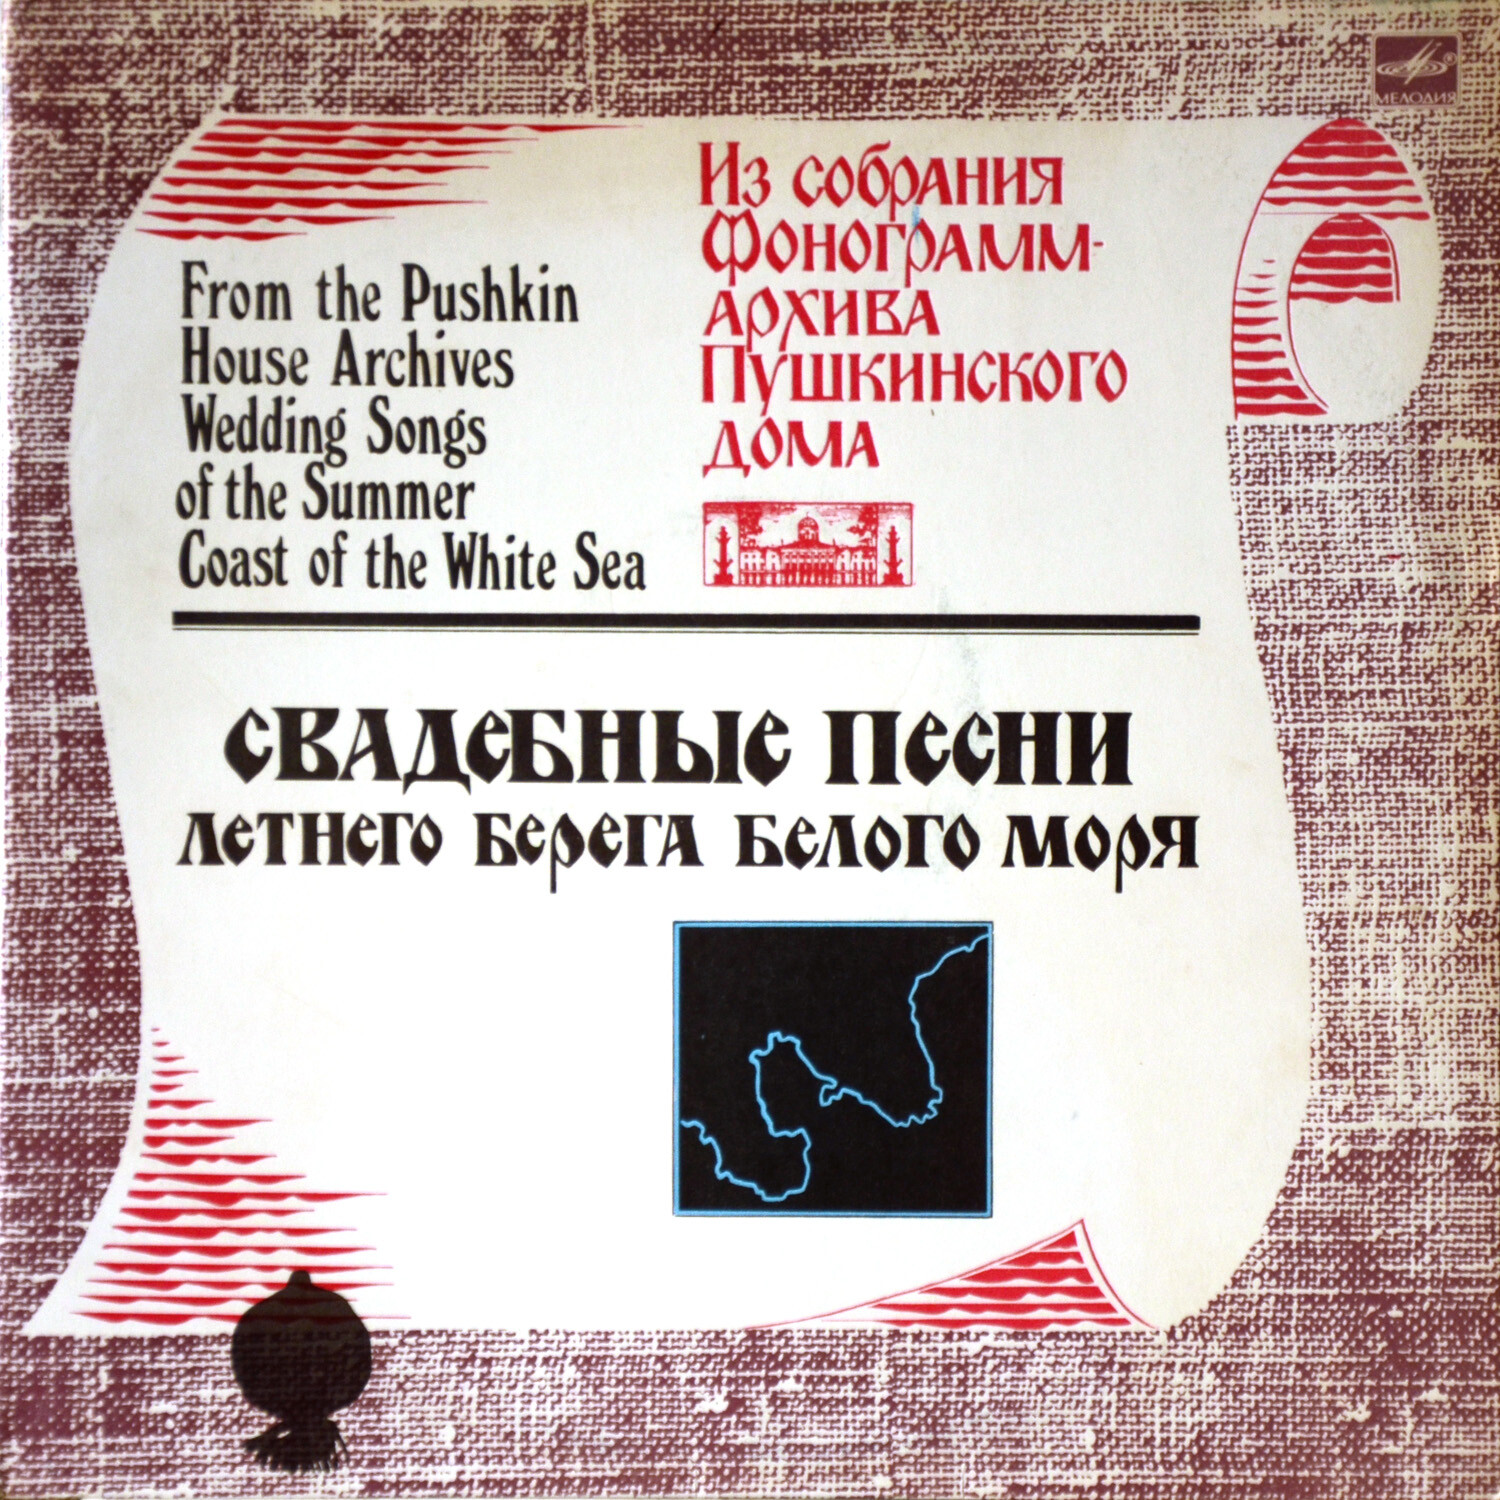 МЕЛОДИЯ
From the Pushkin
House Archives
Wedding Songs
of the Summer
Coast of the White Sea
Из собрания
Фонограмм-
архива
Пушкинского
дома
Свадебные песни
Летнего берега Белого моря